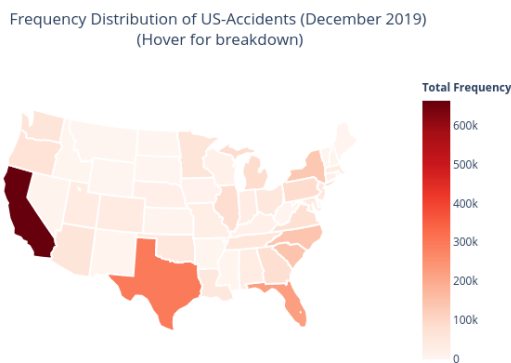 Frequency Distribution of US-Accidents (December 2019)
(Hover for breakdown)
Total Frequency
600k
500k
400k
300k
200k
100k
0